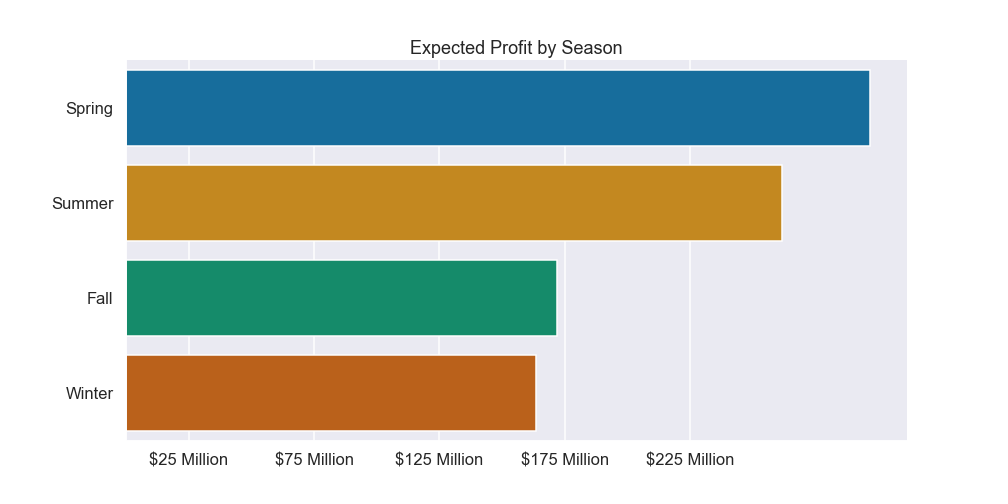 Expected Profit by Season
Spring
Summer
Fall
Winter
$25 Million $75 Million $125 Million $175 Million $225 Million